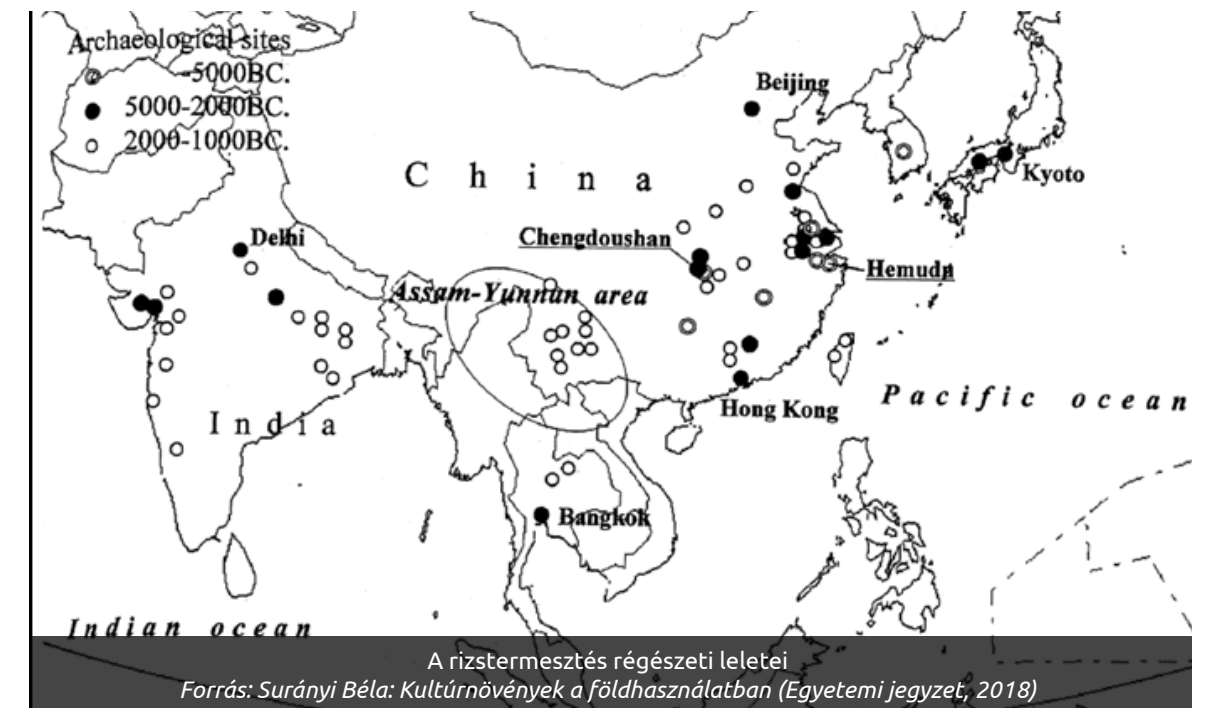 Archaeological sites
-5000BC.
5000-2000BC.
2000-1000BC.
Beijing
China
Kyoto
Delhi
Chengdoushan
Hemudu
Assam-Yunnun area
India
Hong Kong
Pacific ocean
Bangkok
Indian ocean
A rizstermesztés régészeti leletei
Forrás: Surányi Béla: Kultúrnövények a földhasználatban (Egyetemi jegyzet, 2018)